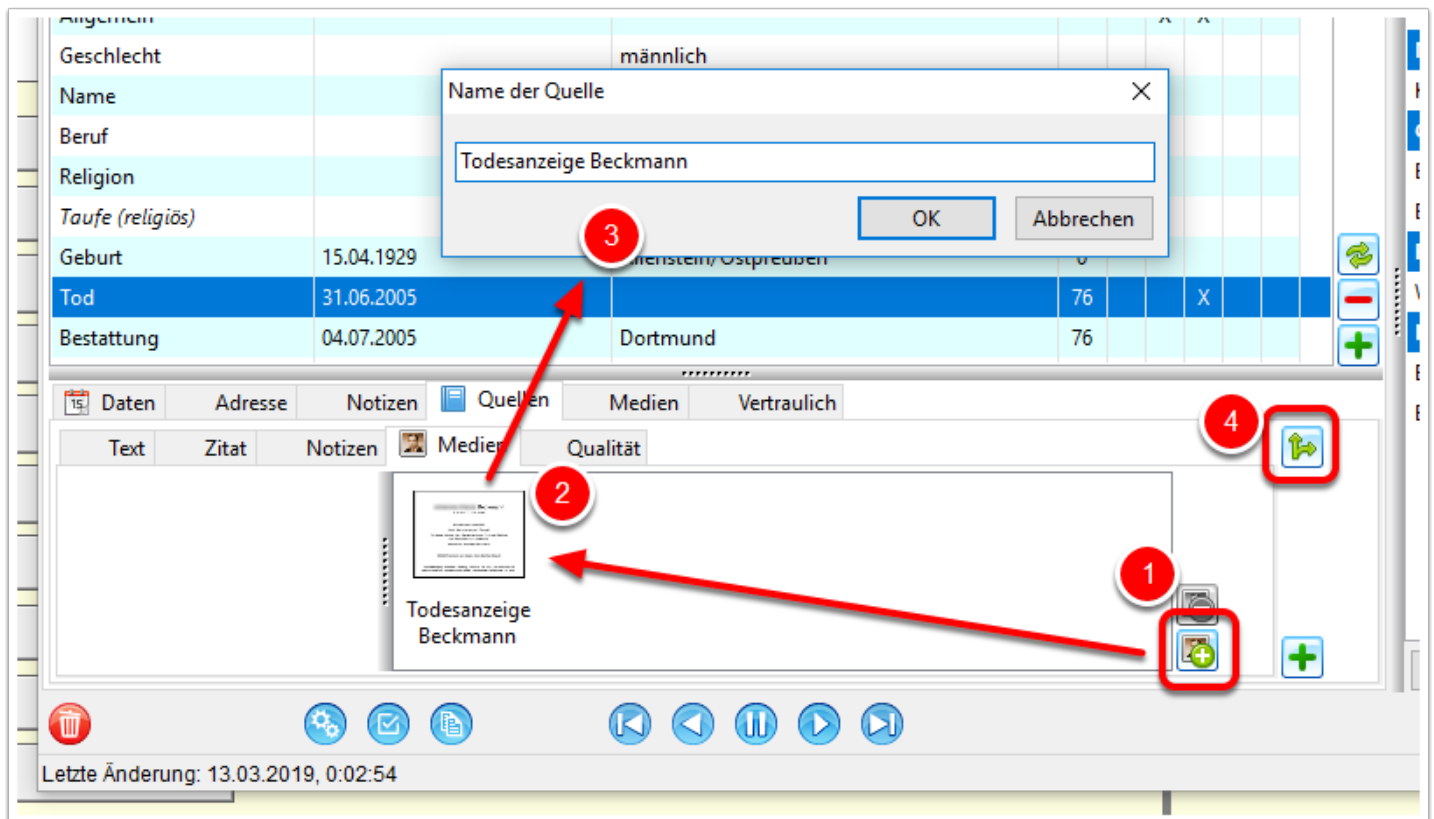 Geschlecht männlich
Name
Beruf
Religion
Taufe (religiös)
Geburt 15.04.1929
Tod 31.06.2005 76 X
Bestattung 04.07.2005 Dortmund 76
Name der Quelle
Todesanzeige Beckmann
OK Abbrechen
3
15 Daten Adresse Notizen Quellen Medien Vertraulich
4
Text Zitat Notizen Medien Qualität
2
1
Todesanzeige
Beckmann
Letzte Änderung: 13.03.2019, 0:02:54